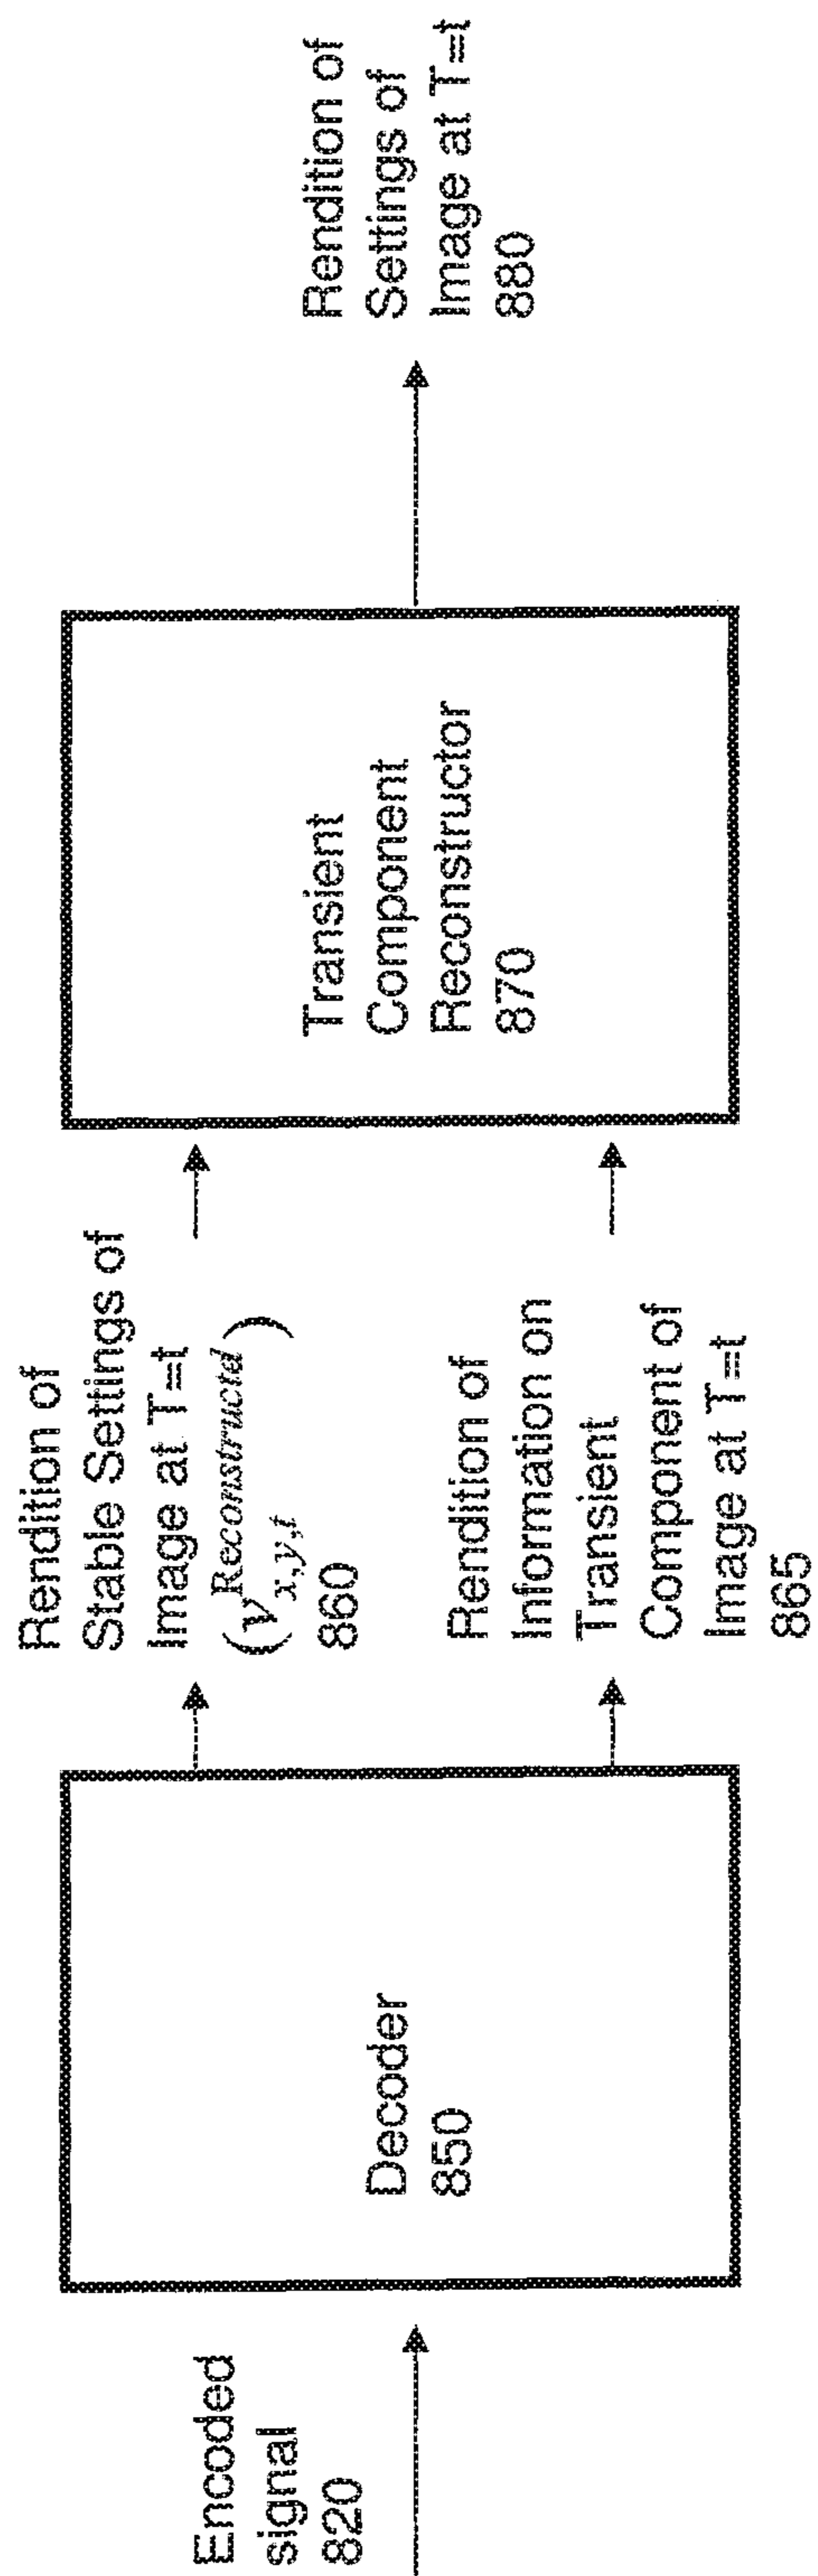 Encoded
signal
820
Decoder
850
Rendition of
Stable Settings of
Image at T=t
(v x,y,t Reconstructd)
860
Rendition of
Information on
Transient
Component of
Image at T=t
865
Transient
Component
Reconstructor
870
Rendition of
Settings of
Image at T=t
880